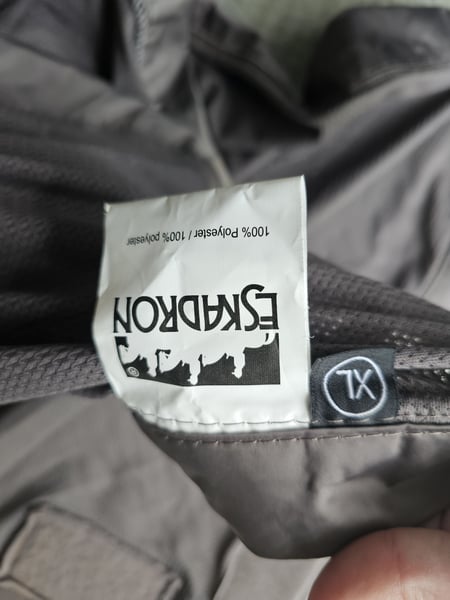 ESKADRON
100% Polyester / 100% polyester
XL